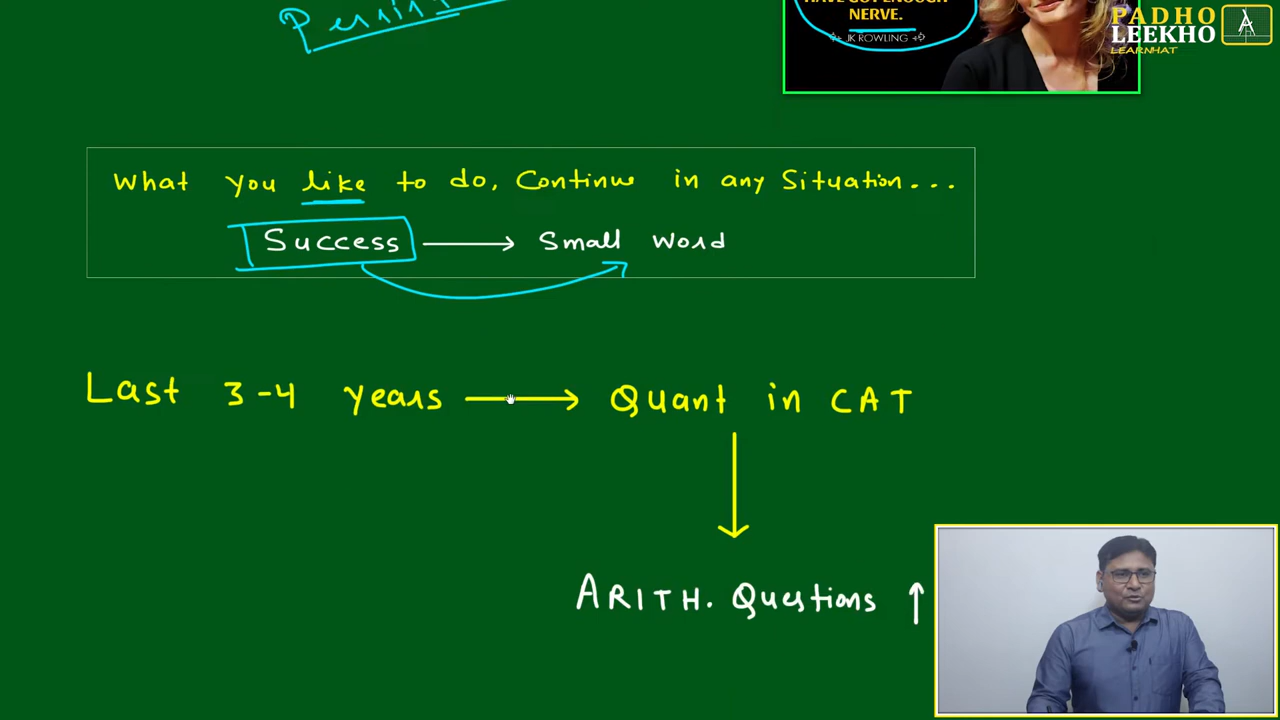 NERVE.
JK ROWLING
PADHO
LEEKHO
LEARNHAT
What you like to do, Continue in any Situation...
Success → Small Word
Last 3-4 years → Quant in CAT
ARITH. Questions ↑